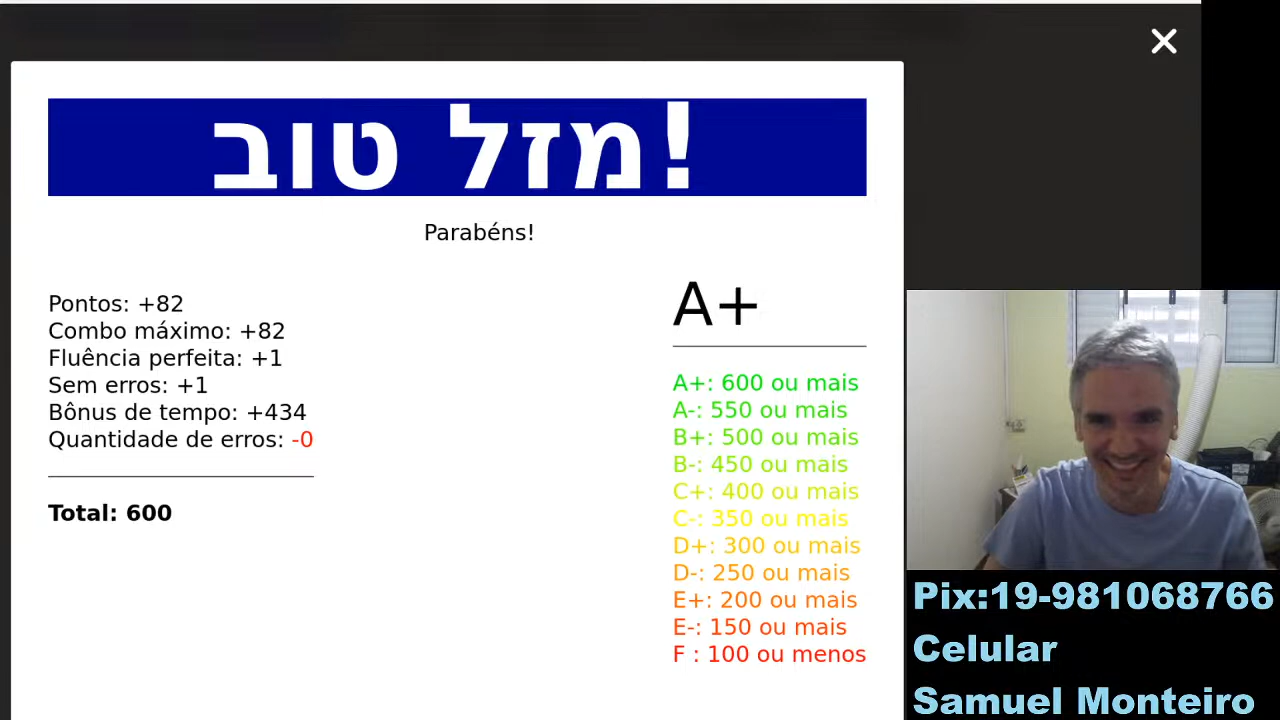 מזל טוב!
Parabéns!
Pontos: +82
Combo máximo: +82
Fluência perfeita: +1
Sem erros: +1
Bônus de tempo: +434
Quantidade de erros: -0
Total: 600
A+
A+: 600 ou mais
A-: 550 ou mais
B+: 500 ou mais
B-: 450 ou mais
C+: 400 ou mais
C-: 350 ou mais
D+: 300 ou mais
D-: 250 ou mais
E+: 200 ou mais
E-: 150 ou mais
F : 100 ou menos
Pix:19-981068766
Celular
Samuel Monteiro